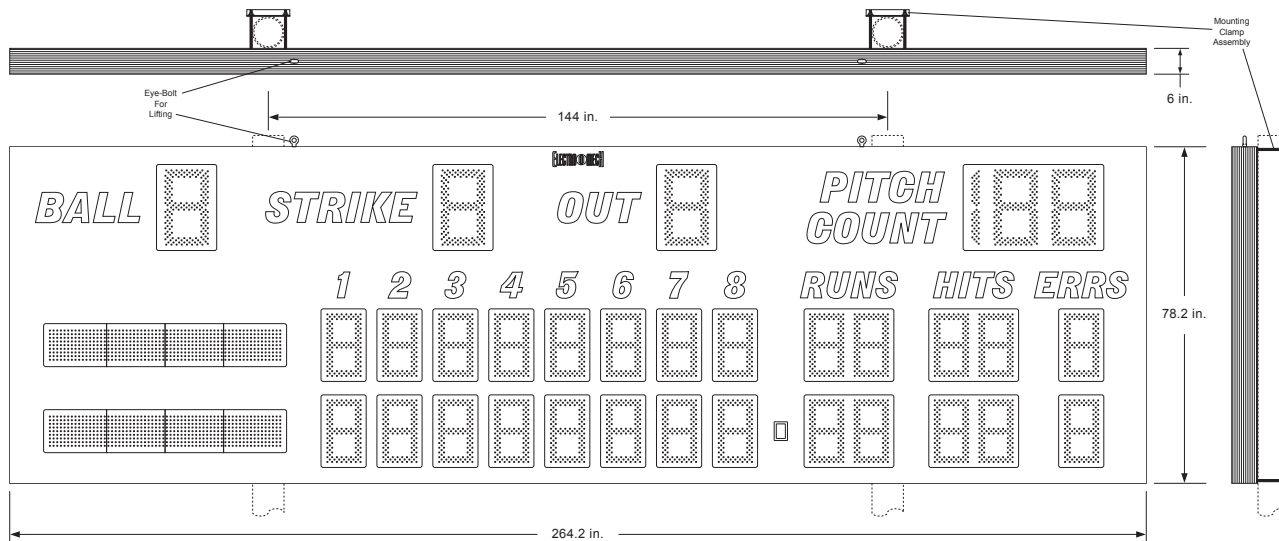 Mounting
Clamp
Assembly
Eye-Bolt
For
Lifting
6 in.
144 in.
BALL
STRIKE
OUT
PITCH
COUNT
1 2 3 4 5 6 7 8 RUNS HITS ERRS
78.2 in.
264.2 in.